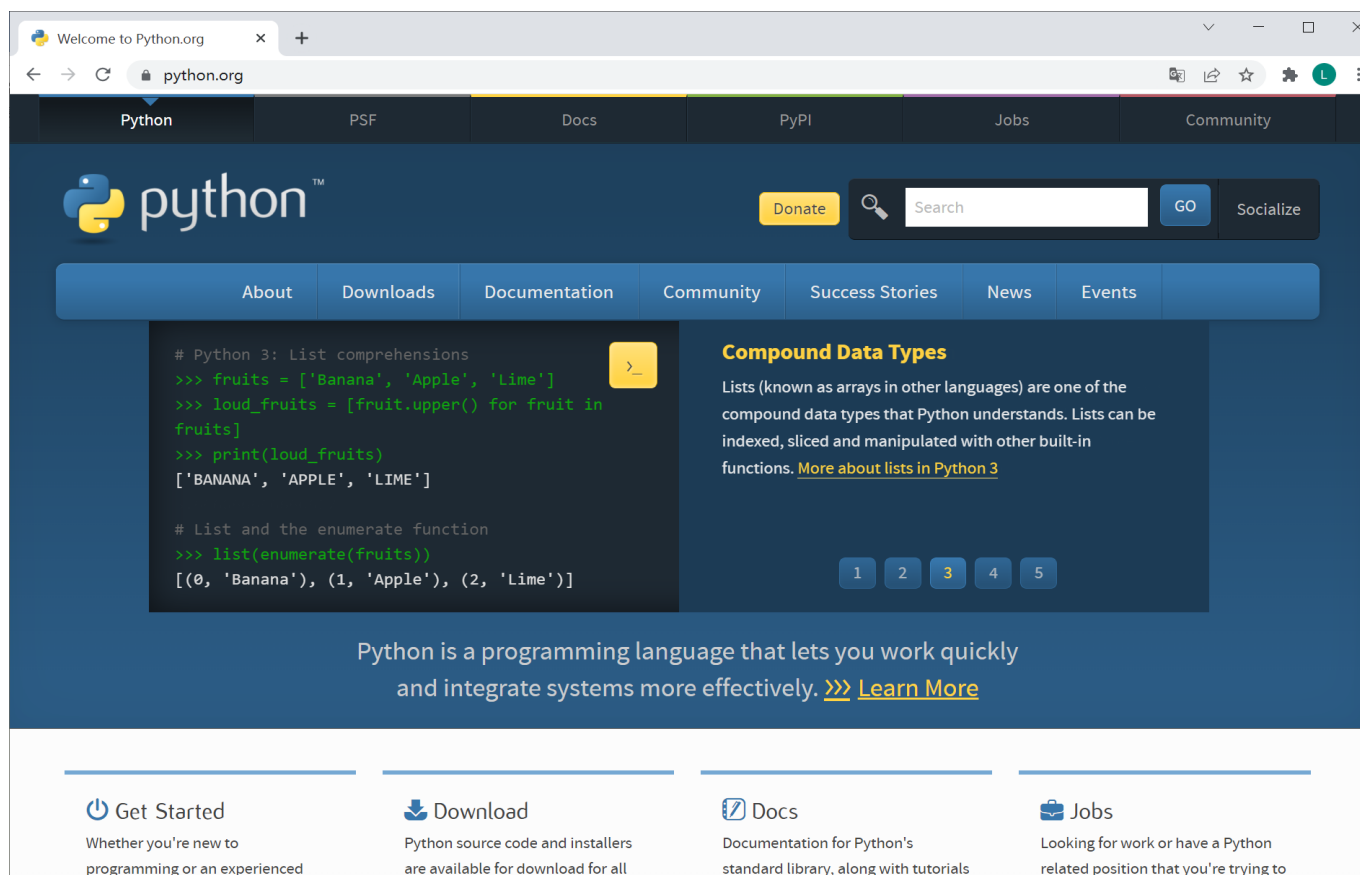 Welcome to Python.org
python.org
L
Python PSF Docs PyPI Jobs Community
python™
Donate
Search
GO
Socialize
About Downloads Documentation Community Success Stories News Events
# Python 3: List comprehensions
>>> fruits = ['Banana', 'Apple', 'Lime']
>>> loud_fruits = [fruit.upper() for fruit in
fruits]
>>> print(loud_fruits)
['BANANA', 'APPLE', 'LIME']
# List and the enumerate function
>>> list(enumerate(fruits))
[(0, 'Banana'), (1, 'Apple'), (2, 'Lime')]
>_
Compound Data Types
Lists (known as arrays in other languages) are one of the
compound data types that Python understands. Lists can be
indexed, sliced and manipulated with other built-in
functions. More about lists in Python 3
1 2 3 4 5
Python is a programming language that lets you work quickly
and integrate systems more effectively. >>> Learn More
Get Started
Whether you're new to
programming or an experienced
Download
Python source code and installers
are available for download for all
Docs
Documentation for Python's
standard library, along with tutorials
Jobs
Looking for work or have a Python
related position that you're trying to